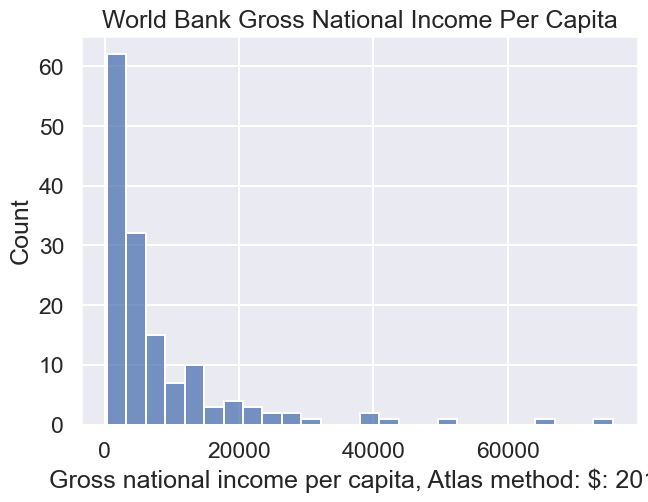 World Bank Gross National Income Per Capita
60
50
40
30
20
10
0
Count
0 20000 40000 60000
Gross national income per capita, Atlas method: $: 201